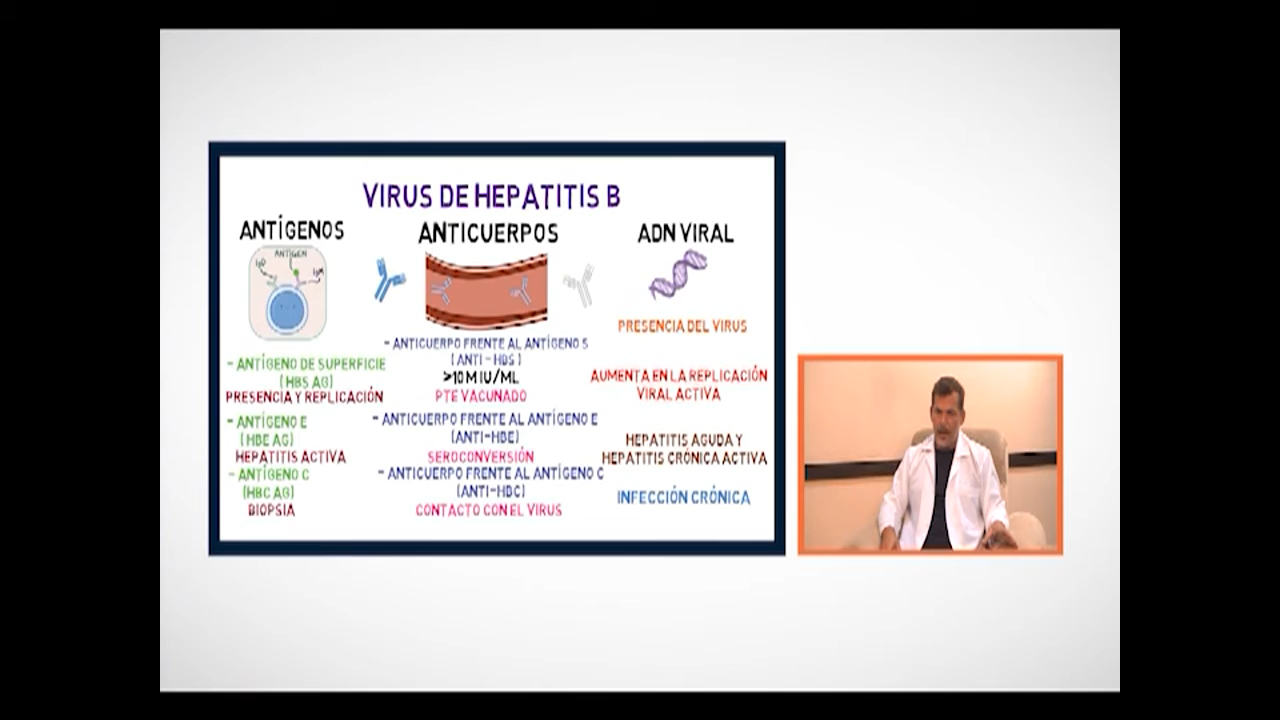 VIRUS DE HEPATITIS B
ANTÍGENOS
ANTIGEN
IgD
IgM
- ANTÍGENO DE SUPERFICIE
(HBS AG)
PRESENCIA Y REPLICACIÓN
- ANTÍGENO E
(HBE AG)
HEPATITIS ACTIVA
- ANTÍGENO C
(HBC AG)
BIOPSIA
ANTICUERPOS
- ANTICUERPO FRENTE AL ANTÍGENO S
(ANTI - HBS)
>10 MIU/ML
PTE VACUNADO
- ANTICUERPO FRENTE AL ANTÍGENO E
(ANTI-HBE)
SEROCONVERSIÓN
- ANTICUERPO FRENTE AL ANTÍGENO C
(ANTI-HBC)
CONTACTO CON EL VIRUS
ADN VIRAL
PRESENCIA DEL VIRUS
AUMENTA EN LA REPLICACIÓN
VIRAL ACTIVA
HEPATITIS AGUDA Y
HEPATITIS CRÓNICA ACTIVA
INFECCIÓN CRÓNICA